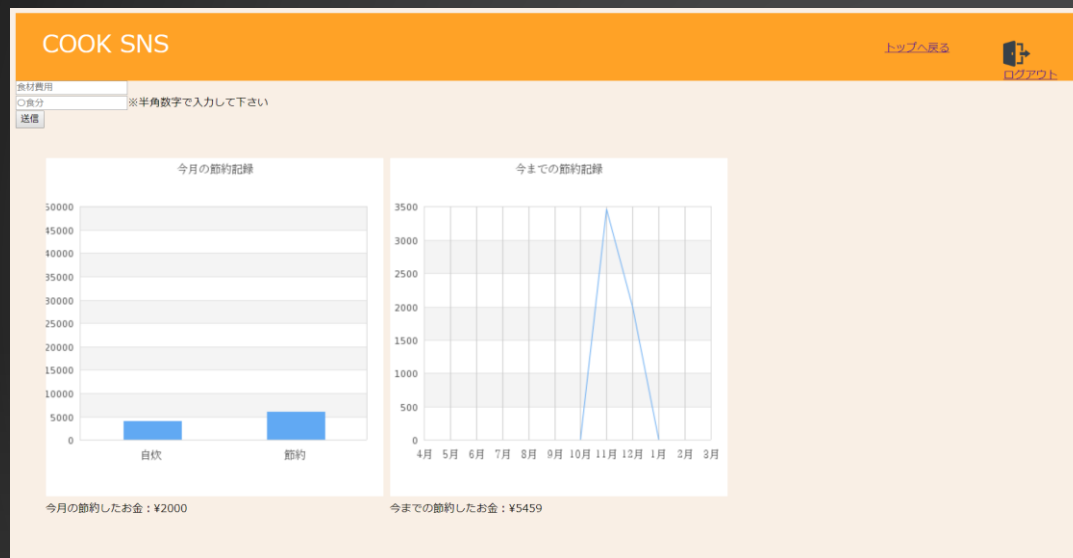 COOK SNS
トップへ戻る
ログアウト
食材費用
○食分 ※半角数字で入力して下さい
送信
今月の節約記録
50000
45000
40000
35000
30000
25000
20000
15000
10000
5000
0
自炊 節約
今月の節約したお金：¥2000
今までの節約記録
3500
3000
2500
2000
1500
1000
500
0
4月 5月 6月 7月 8月 9月 10月 11月 12月 1月 2月 3月
今までの節約したお金：¥5459